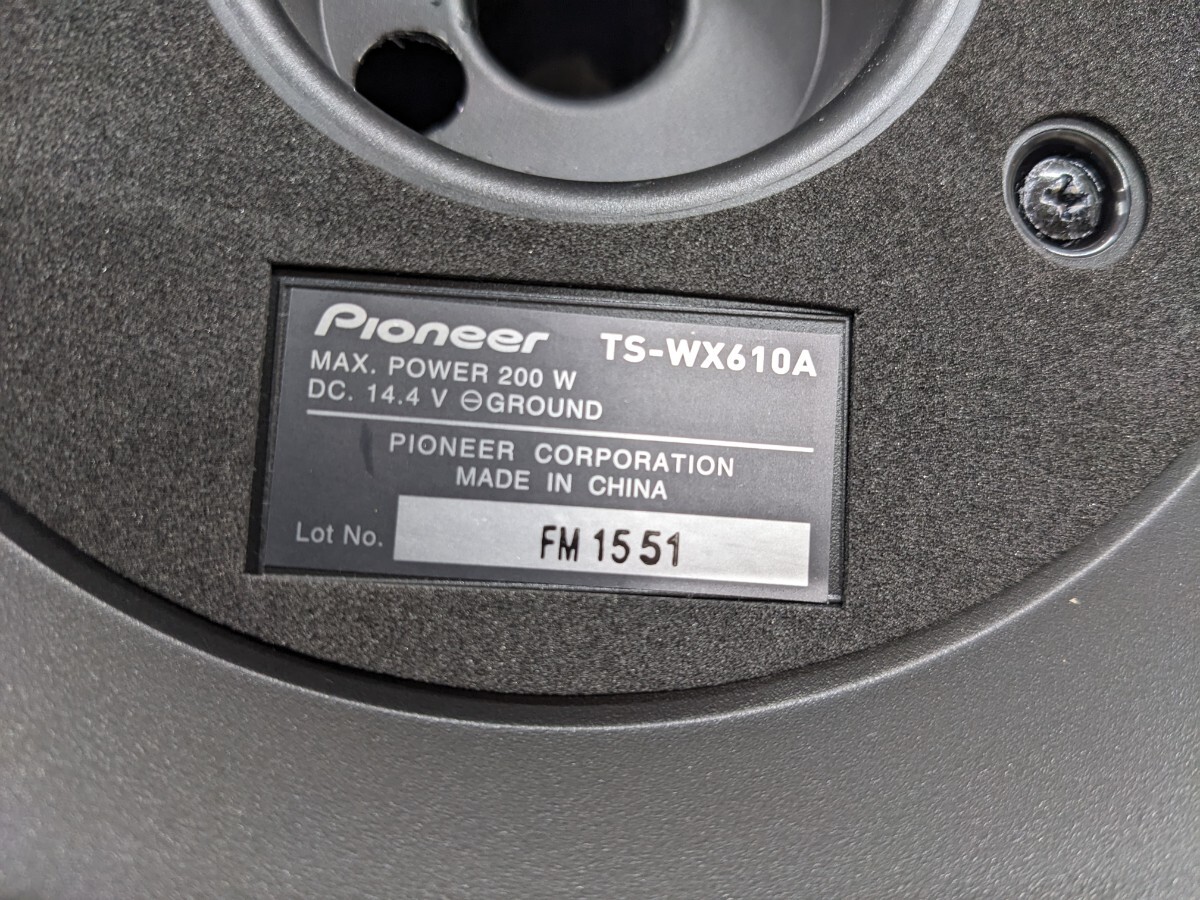 Pioneer TS-WX610A
MAX. POWER 200 W
DC. 14.4 V ⊖GROUND
PIONEER CORPORATION
MADE IN CHINA
Lot No. FM 1551